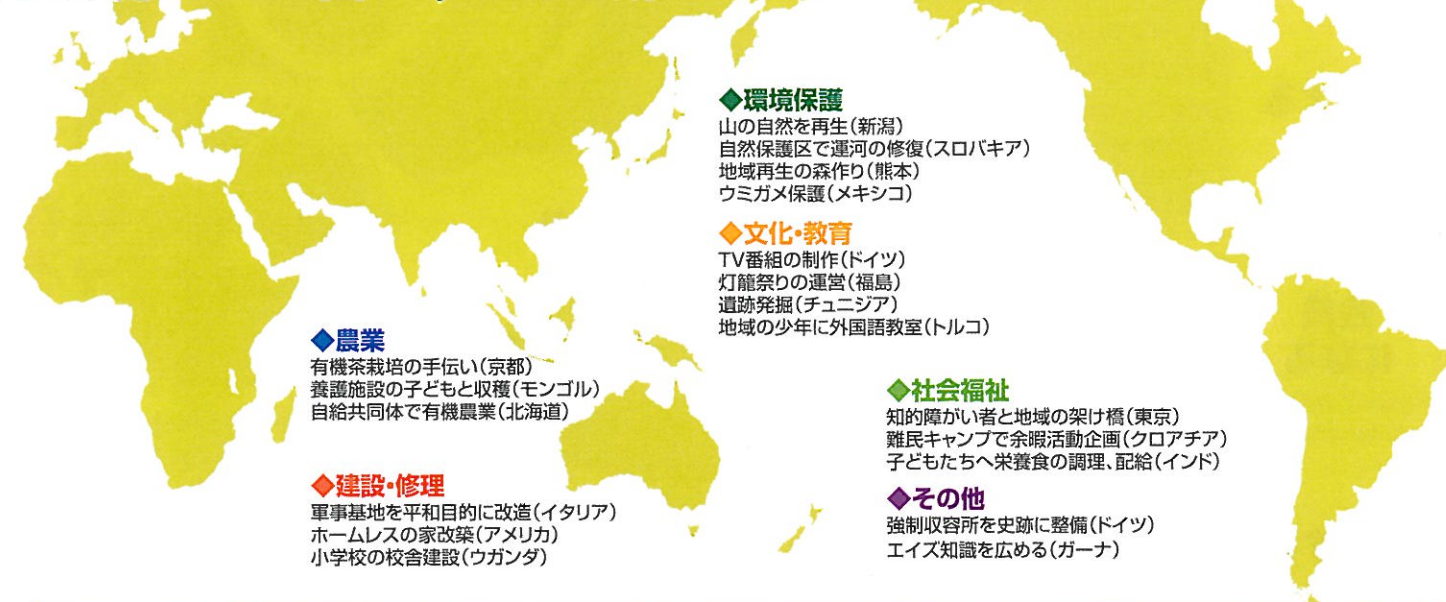 ◆環境保護
山の自然を再生(新潟)
自然保護区で運河の修復(スロバキア)
地域再生の森作り(熊本)
ウミガメ保護(メキシコ)
◆文化・教育
TV番組の制作(ドイツ)
灯籠祭りの運営(福島)
遺跡発掘(チュニジア)
地域の少年に外国語教室(トルコ)
◆農業
有機茶栽培の手伝い(京都)
養護施設の子どもと収穫(モンゴル)
自給共同体で有機農業(北海道)
◆建設・修理
軍事基地を平和目的に改造(イタリア)
ホームレスの家改築(アメリカ)
小学校の校舎建設(ウガンダ)
◆社会福祉
知的障がい者と地域の架け橋(東京)
難民キャンプで余暇活動企画(クロアチア)
子どもたちへ栄養食の調理、配給(インド)
◆その他
強制収容所を史跡に整備(ドイツ)
エイズ知識を広める(ガーナ)